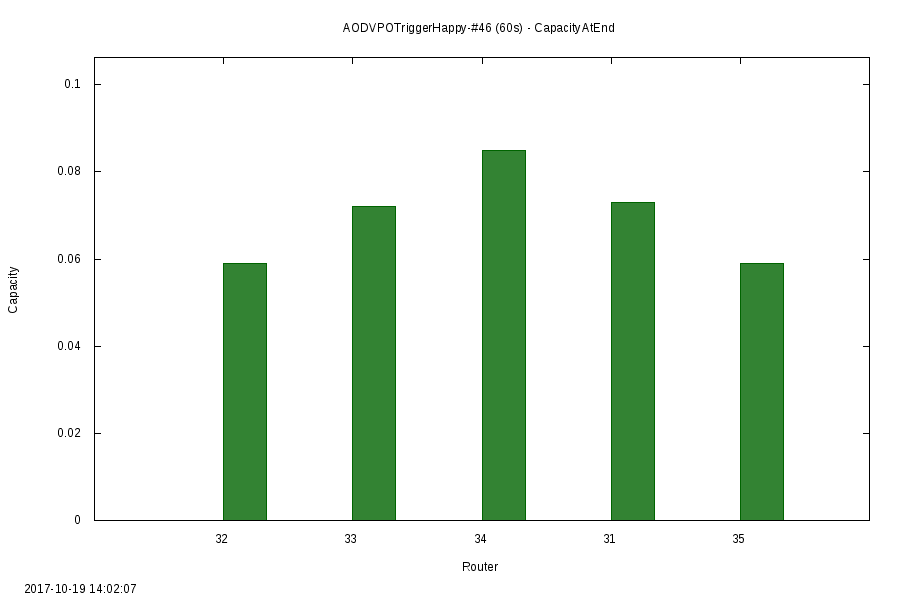 AODVPOTriggerHappy-#46 (60s) - CapacityAtEnd
0.1
0.08
0.06
0.04
0.02
0
Capacity
32 33 34 31 35
Router
2017-10-19 14:02:07